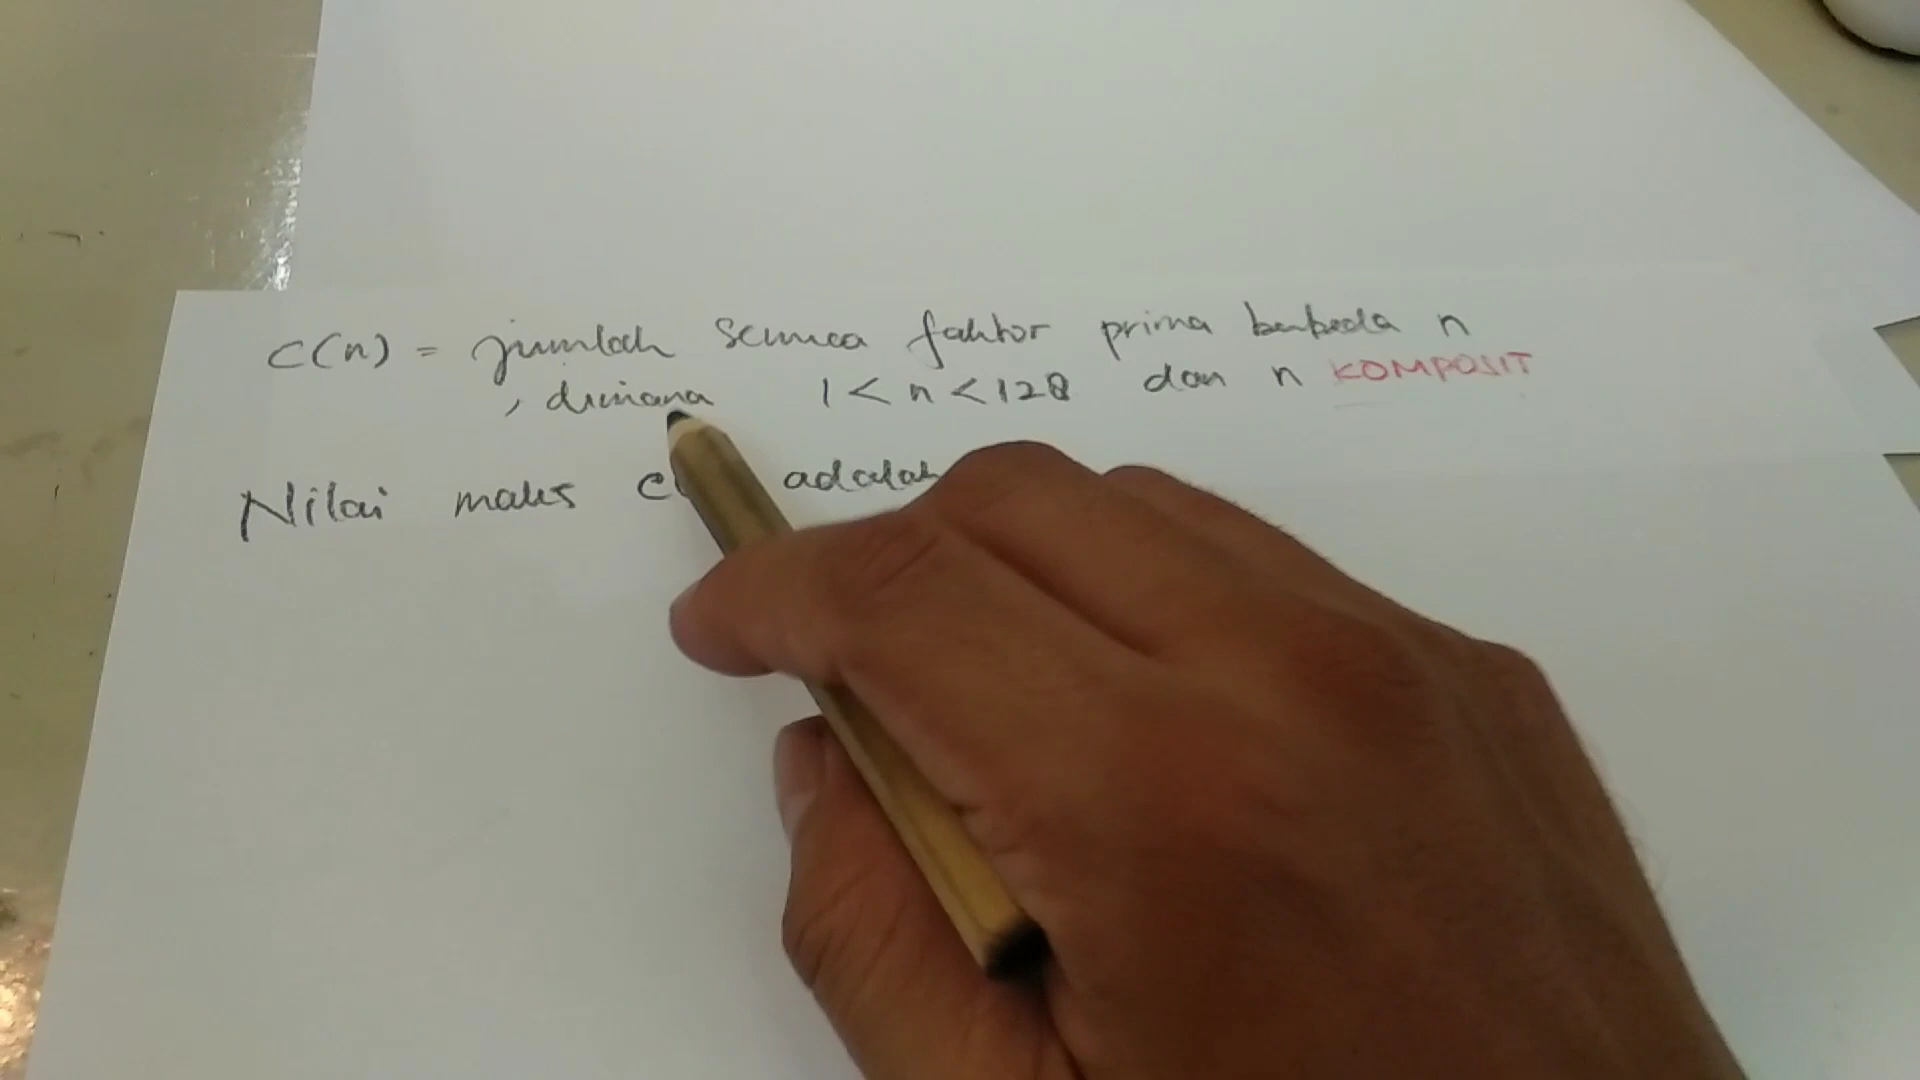 C(n) = jumlah semua faktor prima berbeda n
, dimana 1 < n < 128 dan n KOMPOSIT
Nilai maks adalah